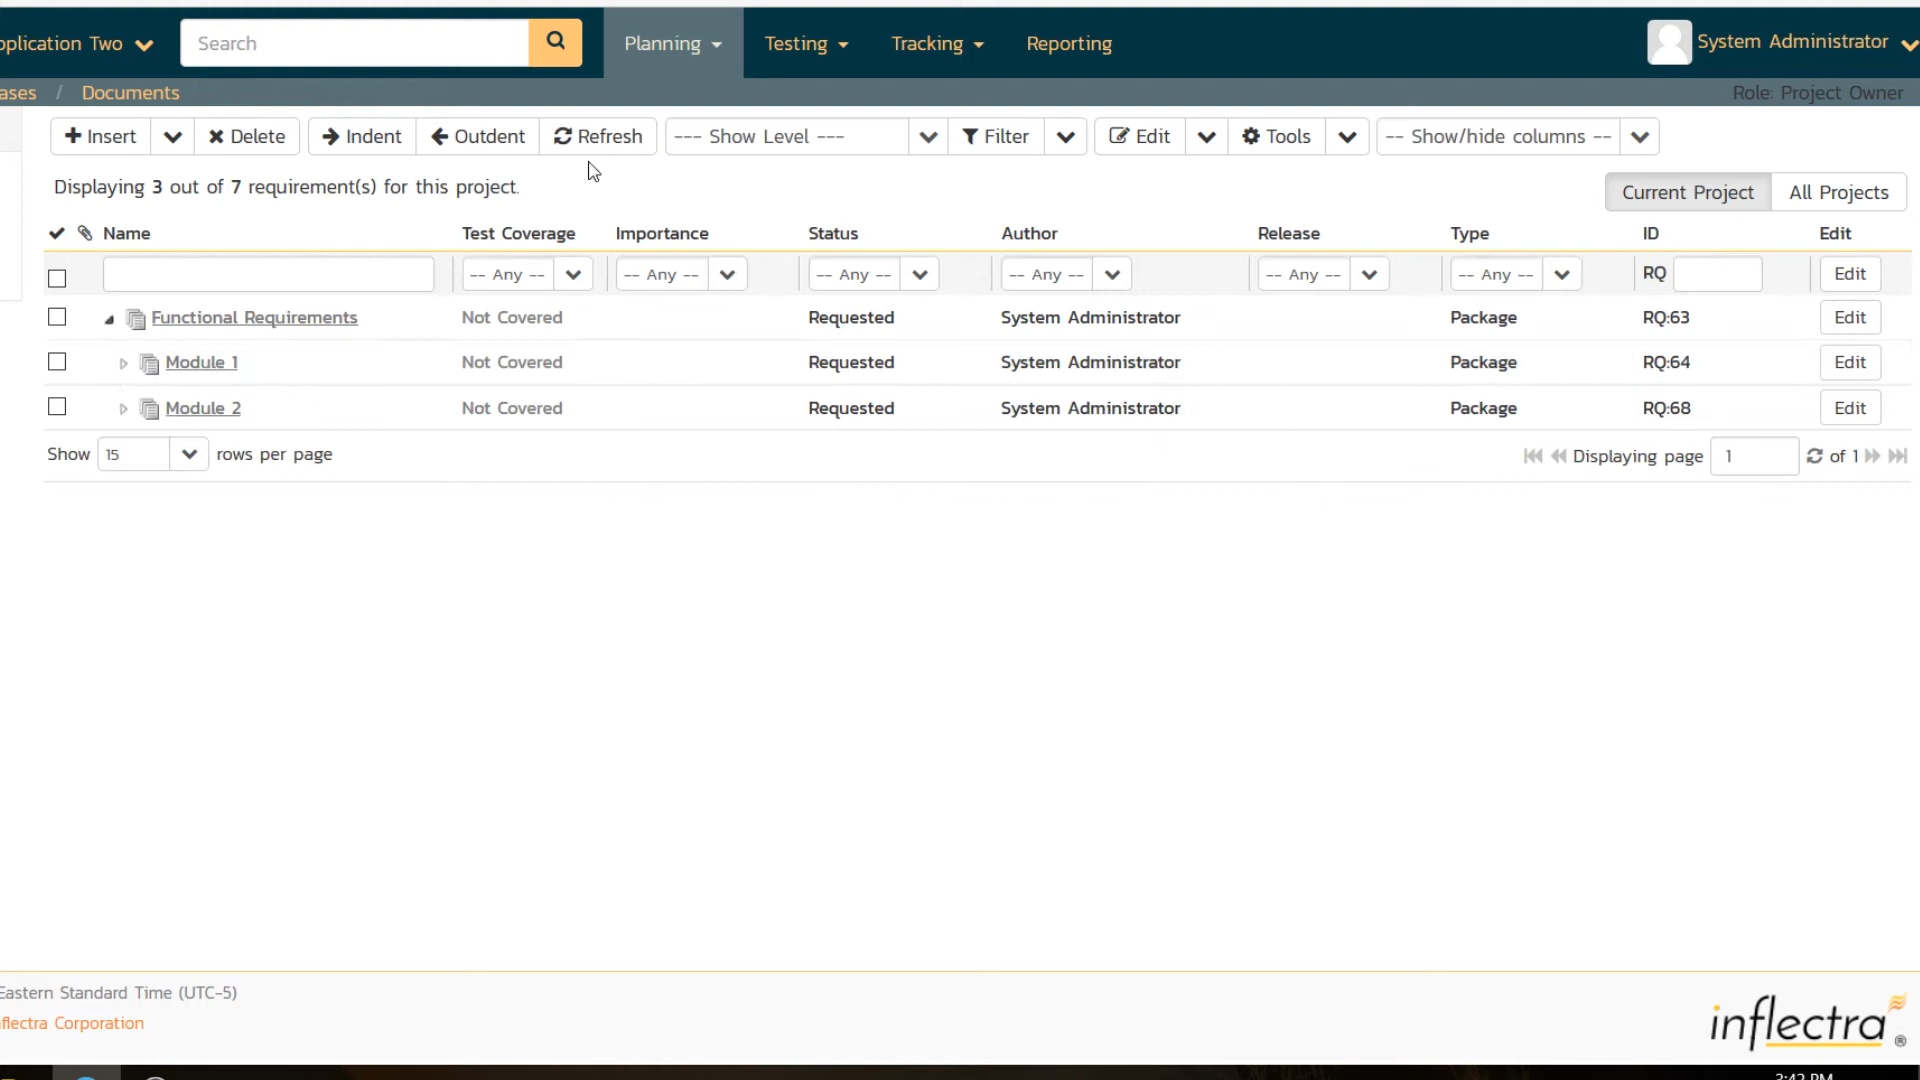 pplication Two
Search
Planning
Testing
Tracking
Reporting
System Administrator
ases / Documents
Role: Project Owner
Insert
Delete
Indent
Outdent
Refresh
--- Show Level ---
Filter
Edit
Tools
-- Show/hide columns --
Displaying 3 out of 7 requirement(s) for this project.
Current Project
All Projects
Name Test Coverage Importance Status Author Release Type ID Edit
-- Any -- -- Any -- -- Any -- -- Any -- -- Any -- -- Any -- RQ Edit
Functional Requirements Not Covered Requested System Administrator Package RQ:63 Edit
Module 1 Not Covered Requested System Administrator Package RQ:64 Edit
Module 2 Not Covered Requested System Administrator Package RQ:68 Edit
Show 15 rows per page
Displaying page 1 of 1
Eastern Standard Time (UTC-5)
nflectra Corporation
inflectra ®
3:42 PM